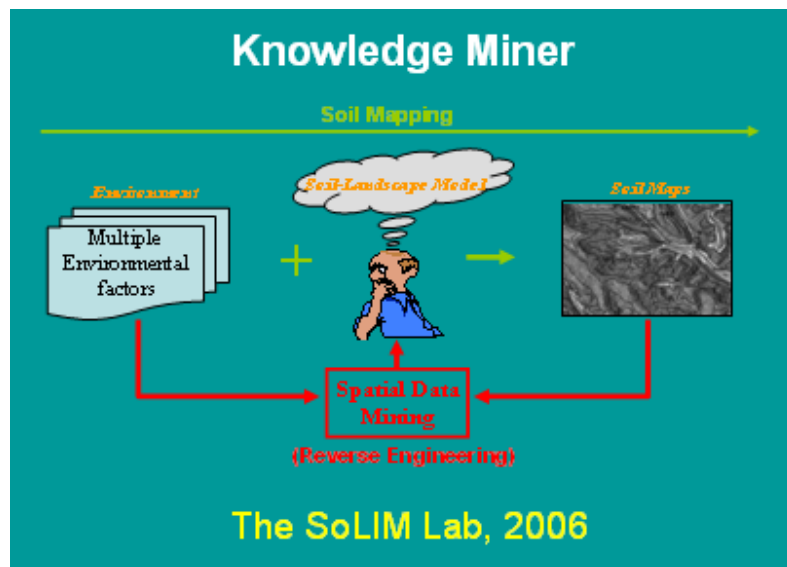 Knowledge Miner
Soil Mapping
Environment
Soil-Landscape Model
Soil Maps
Multiple
Environmental
factors
+
Spatial Data
Mining
(Reverse Engineering)
The SoLIM Lab, 2006